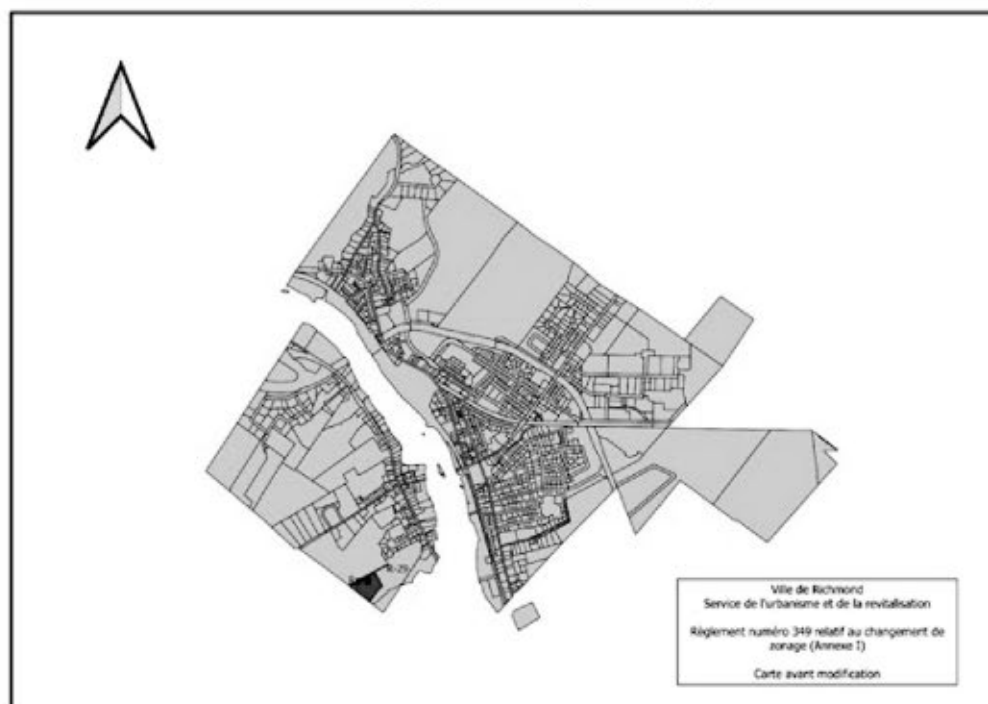 R-29
Ville de Richmond
Service de l'urbanisme et de la revitalisation
Règlement numéro 349 relatif au changement de
zonage (Annexe I)
Carte avant modification